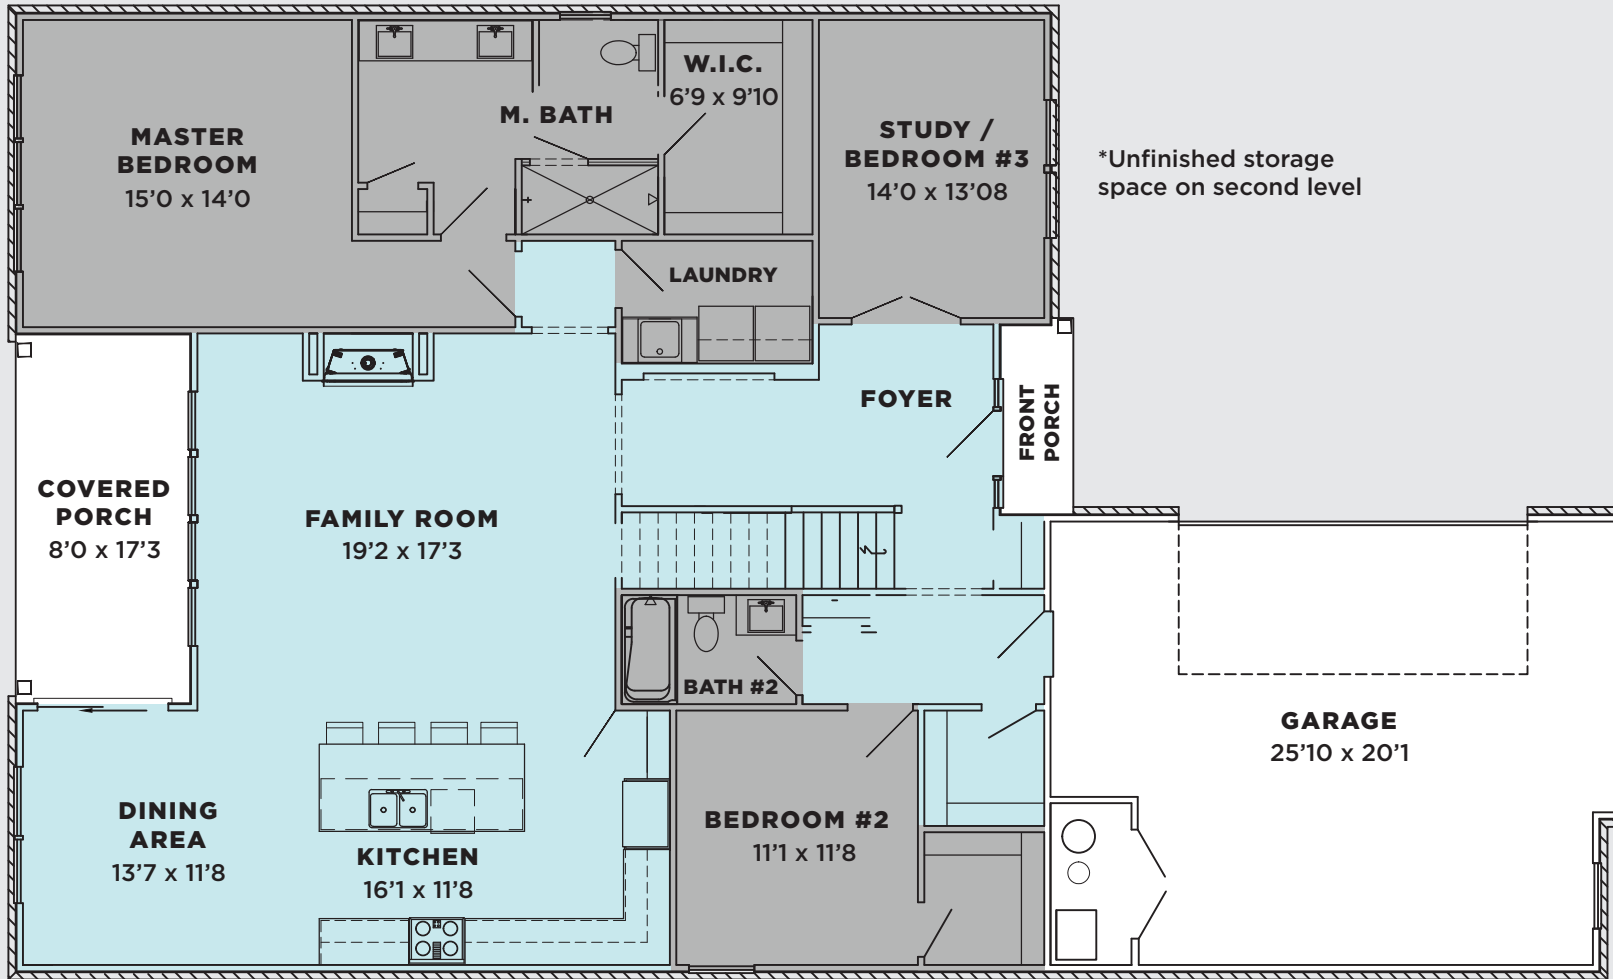 MASTER
BEDROOM
15’0 x 14’0
M. BATH
W.I.C.
6’9 x 9’10
STUDY /
BEDROOM #3
14’0 x 13’08
*Unfinished storage
space on second level
LAUNDRY
FOYER
FRONT
PORCH
COVERED
PORCH
8’0 x 17’3
FAMILY ROOM
19’2 x 17’3
BATH #2
GARAGE
25’10 x 20’1
DINING
AREA
13’7 x 11’8
KITCHEN
16’1 x 11’8
BEDROOM #2
11’1 x 11’8